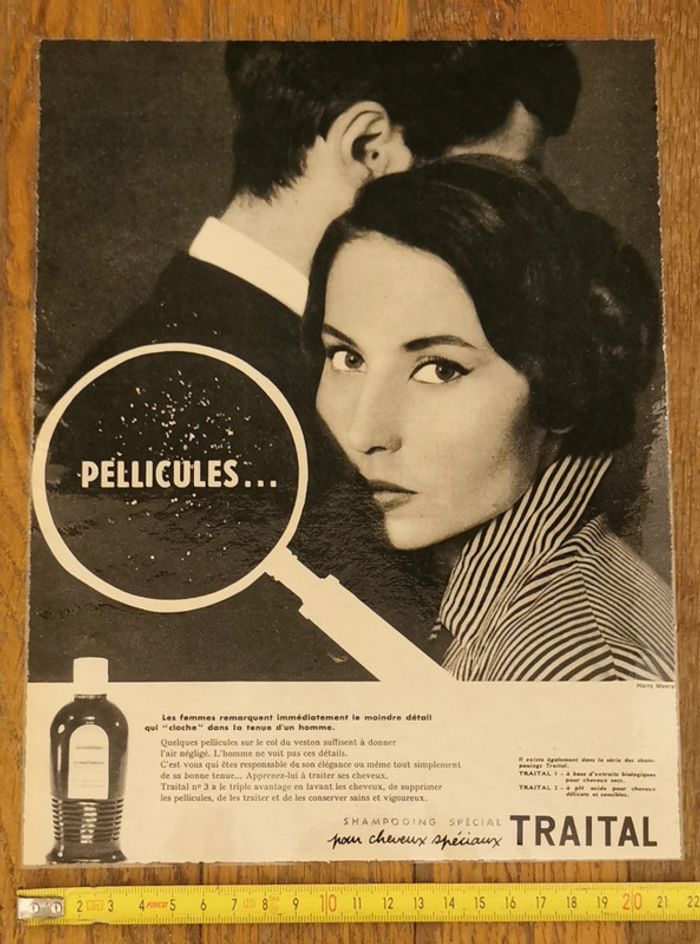 PELLICULES...
Harry Meerson
Les femmes remarquent immédiatement le moindre détail
qui "cloche" dans la tenue d'un homme.
Quelques pellicules sur le col du veston suffisent à donner
l'air négligé. L'homme ne voit pas ces détails.
C'est vous qui êtes responsable de son élégance ou même tout simplement
de sa bonne tenue... Apprenez-lui à traiter ses cheveux.
Traital nº 3 a le triple avantage en lavant les cheveux, de supprimer
les pellicules, de les traiter et de les conserver sains et vigoureux.
Il existe également dans la série des sham-
pooings Traital.
TRAITAL 1 - à base d'extraits biologiques
pour cheveux secs.
TRAITAL 2 - à pH acide pour cheveux
délicats et sensibles.
SHAMPOOING SPÉCIAL
pour cheveux spéciaux TRAITAL
2 3 4 FISCO 5 6 7 8 9 10 11 12 13 14 15 16 17 18 19 20 21 22